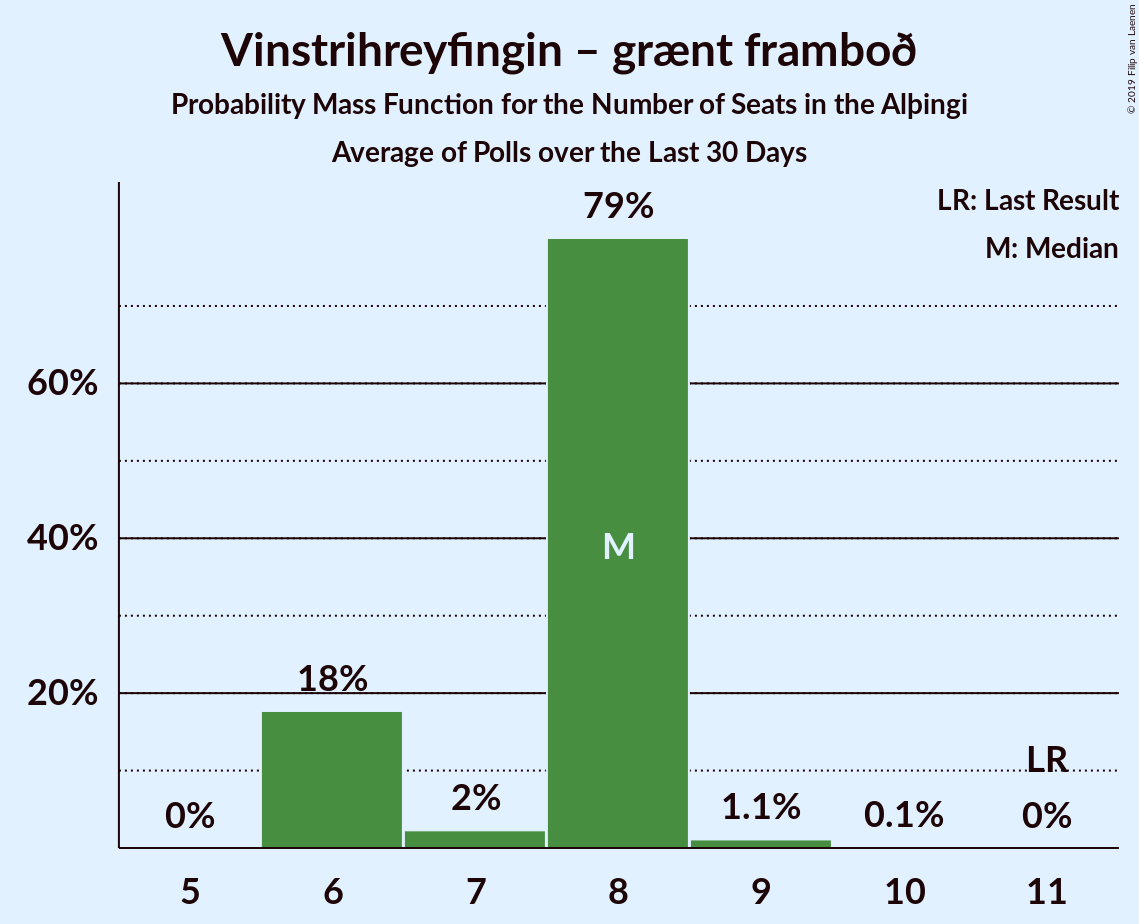 Vinstrihreyfingin – grænt framboð
Probability Mass Function for the Number of Seats in the Alþingi
Average of Polls over the Last 30 Days
© 2019 Filip van Laenen
LR: Last Result
M: Median
79%
60%
40%
M
20%
18%
LR
0%
2%
1.1%
0.1%
0%
5 6 7 8 9 10 11